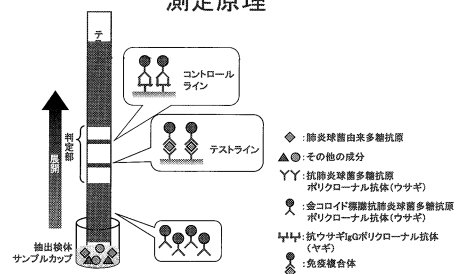 測定原理
テ
コントロール
ライン
判定部
テストライン
展開
抽出検体
サンプルカップ
:肺炎球菌由来多糖抗原
:その他の成分
:抗肺炎球菌多糖抗原
ポリクローナル抗体(ウサギ)
:金コロイド標識抗肺炎球菌多糖抗原
ポリクローナル抗体(ウサギ)
:抗ウサギIgGポリクローナル抗体
(ヤギ)
:免疫複合体